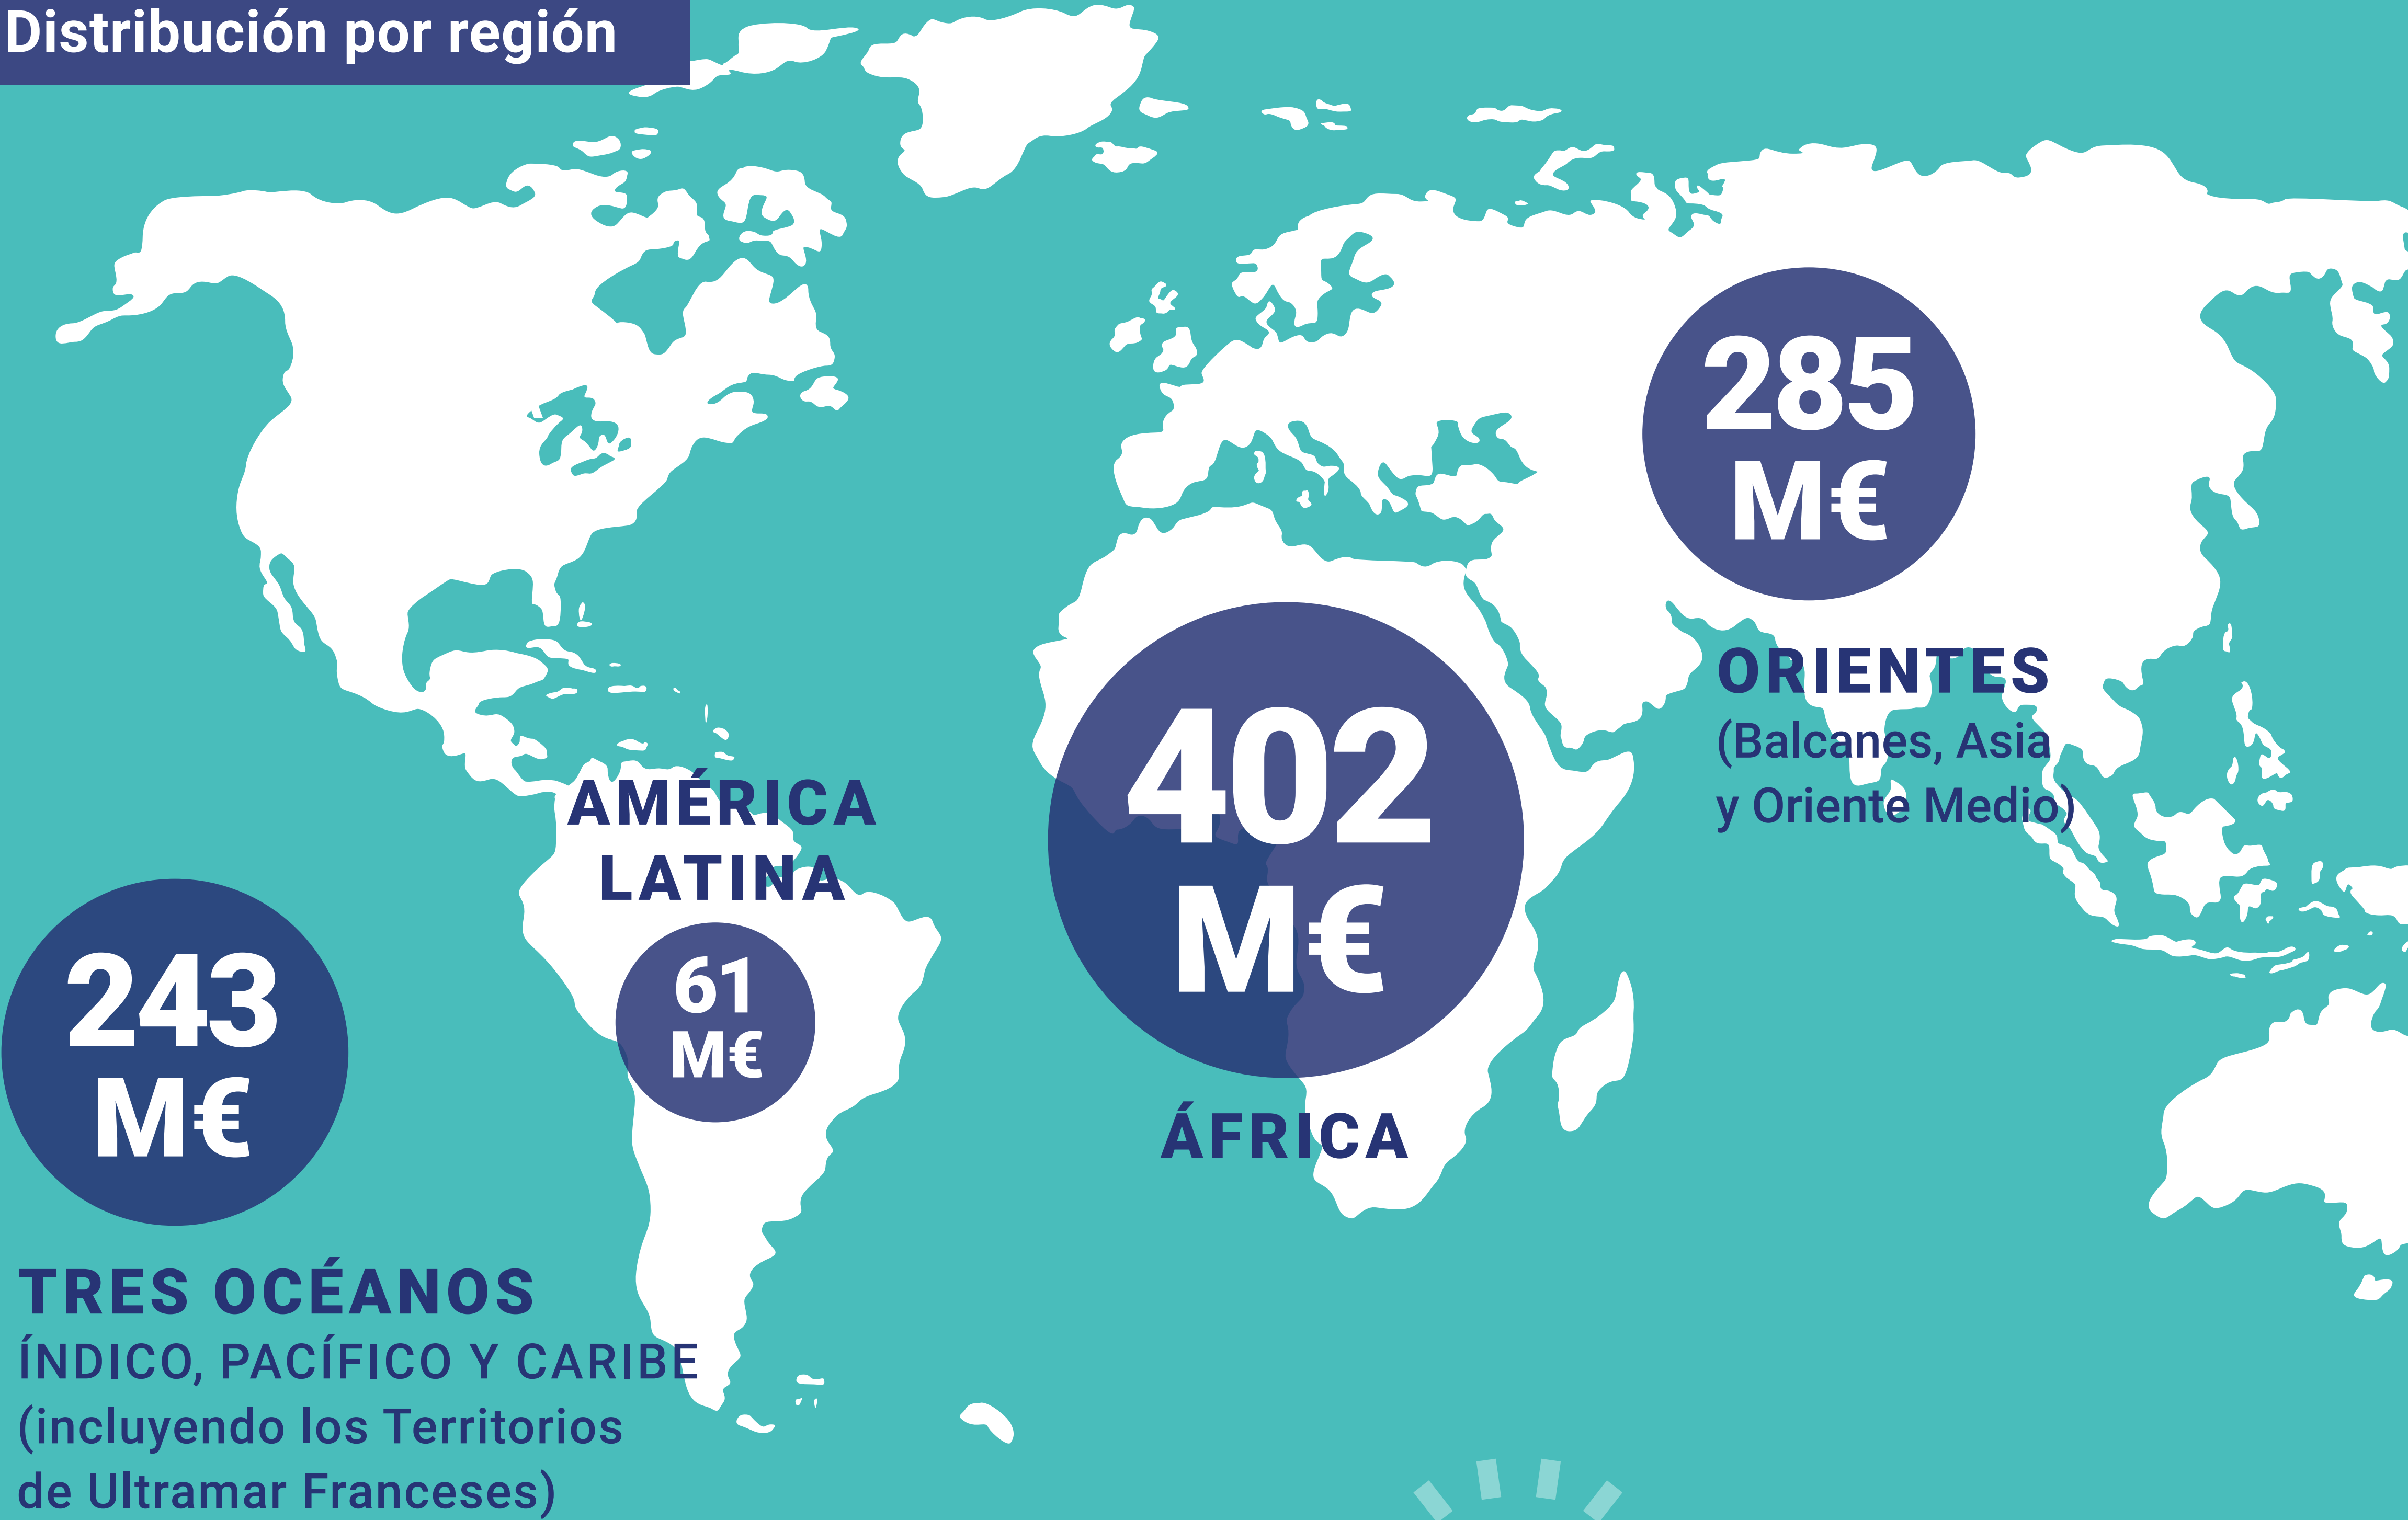 Distribución por región
285
M€
ORIENTES
(Balcanes, Asia
y Oriente Medio)
402
M€
ÁFRICA
AMÉRICA
LATINA
61
M€
243
M€
TRES OCÉANOS
ÍNDICO, PACÍFICO Y CARIBE
(incluyendo los Territorios
de Ultramar Franceses)